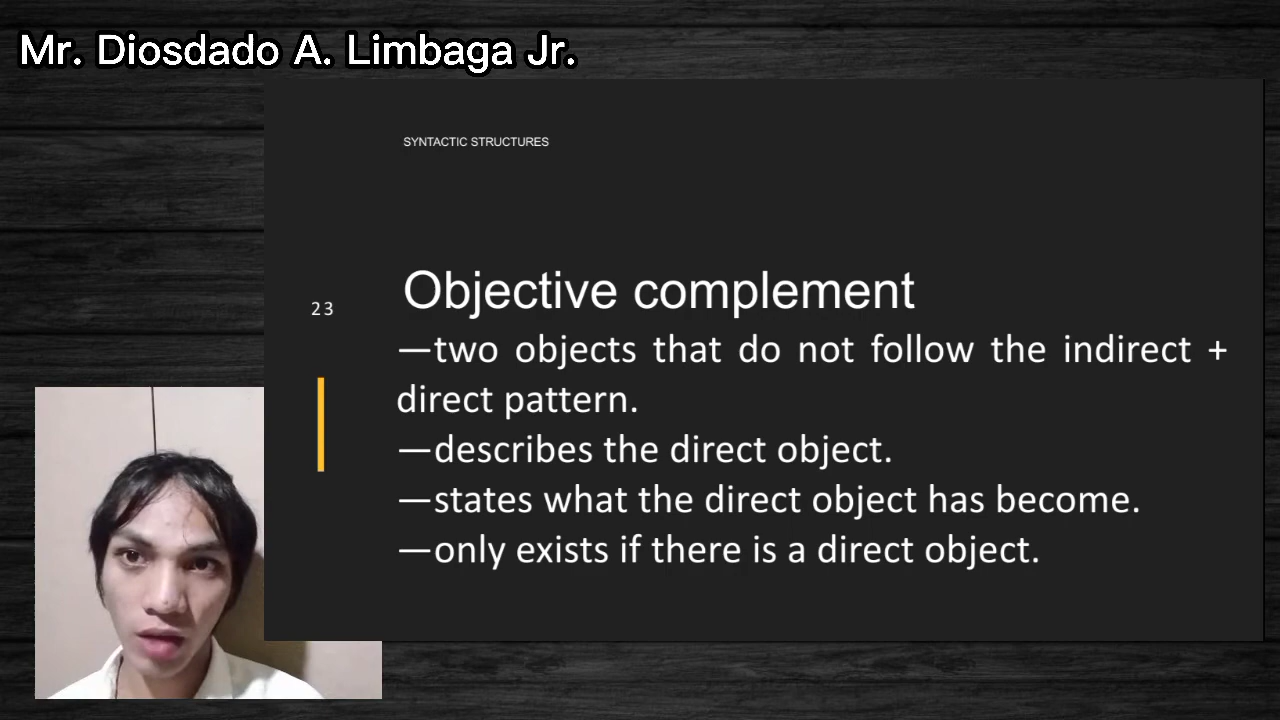 Mr. Diosdado A. Limbaga Jr.
SYNTACTIC STRUCTURES
23
Objective complement
—two objects that do not follow the indirect +
direct pattern.
—describes the direct object.
—states what the direct object has become.
—only exists if there is a direct object.